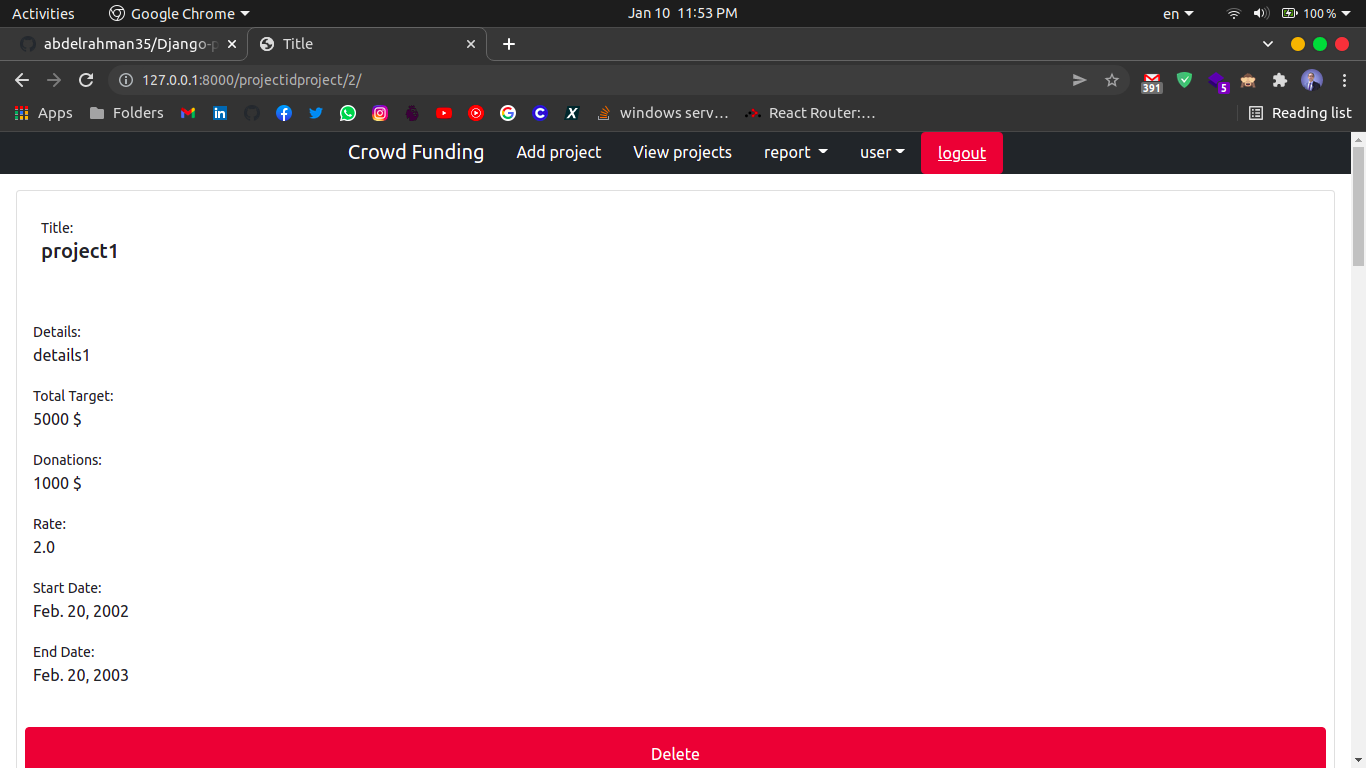 Activities Google Chrome Jan 10 11:53 PM en 100 %
abdelrahman35/Django-p Title
127.0.0.1:8000/projectidproject/2/
391 5
Apps Folders windows serv... React Router:... Reading list
Crowd Funding Add project View projects report user logout
Title:
project1
Details:
details1
Total Target:
5000 $
Donations:
1000 $
Rate:
2.0
Start Date:
Feb. 20, 2002
End Date:
Feb. 20, 2003
Delete